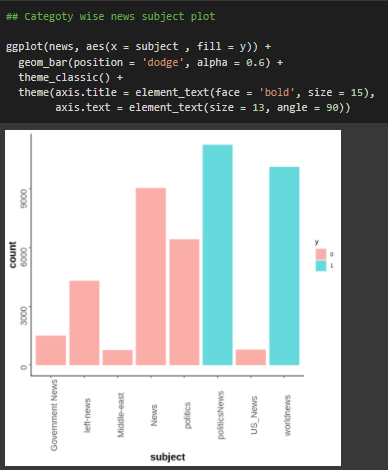 ## Categoty wise news subject plot
ggplot(news, aes(x = subject , fill = y)) +
geom_bar(position = 'dodge', alpha = 0.6) +
theme_classic() +
theme(axis.title = element_text(face = 'bold', size = 15),
axis.text = element_text(size = 13, angle = 90))
9000
6000
3000
0
count
y
0
1
Government News
left-news
Middle-east
News
politics
politicsNews
US_News
worldnews
subject